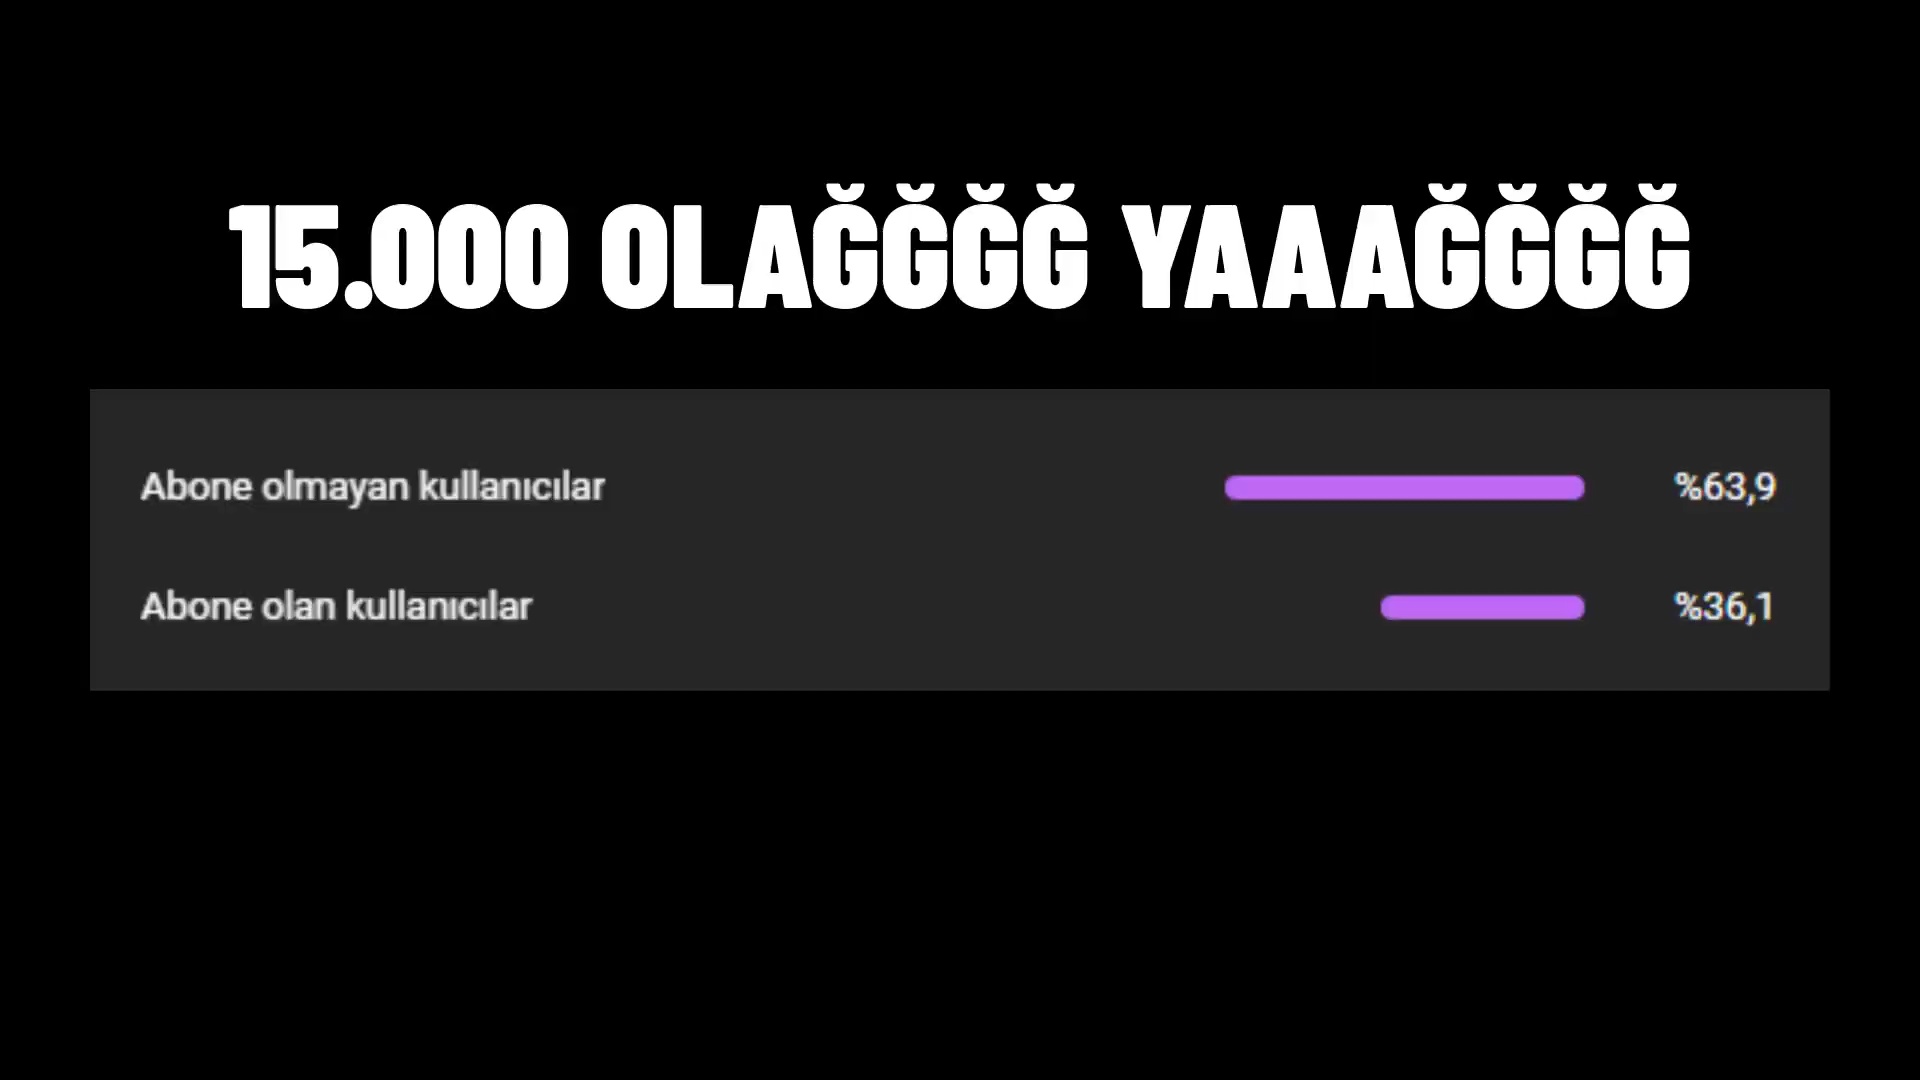 15.000 OLAĞĞĞĞ YAAAĞĞĞĞ
Abone olmayan kullanıcılar %63,9
Abone olan kullanıcılar %36,1